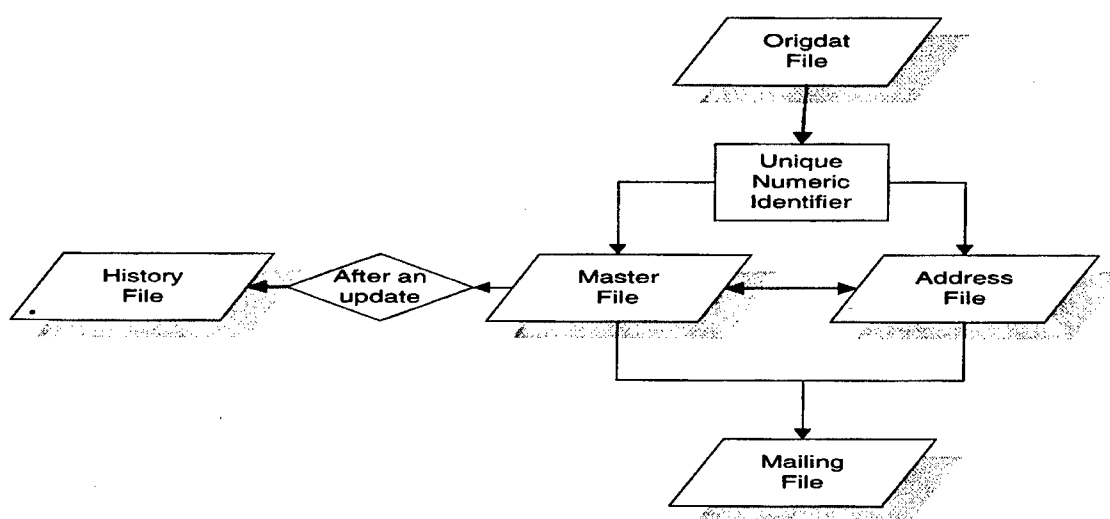 Origdat
File
Unique
Numeric
Identifier
History
File
After an
update
Master
File
Address
File
Mailing
File